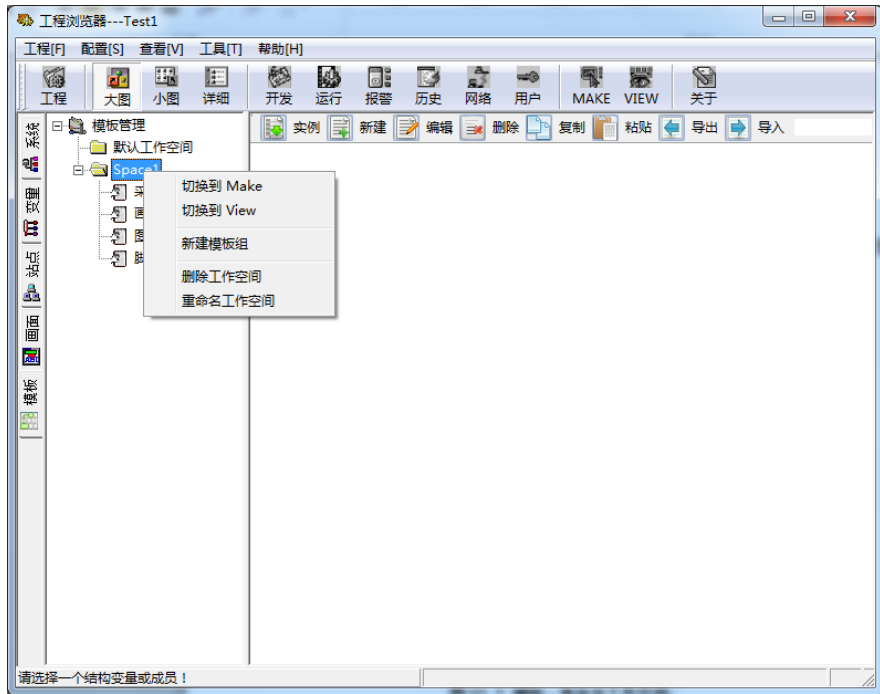 工程浏览器---Test1
工程[F] 配置[S] 查看[V] 工具[T] 帮助[H]
工程 大图 小图 详细 开发 运行 报警 历史 网络 用户 MAKE VIEW 关于
实例 新建 编辑 删除 复制 粘贴 导出 导入
系统
变量
站点
画面
模板
模板管理
默认工作空间
Space1
切换到 Make
切换到 View
新建模板组
删除工作空间
重命名工作空间
请选择一个结构变量或成员！